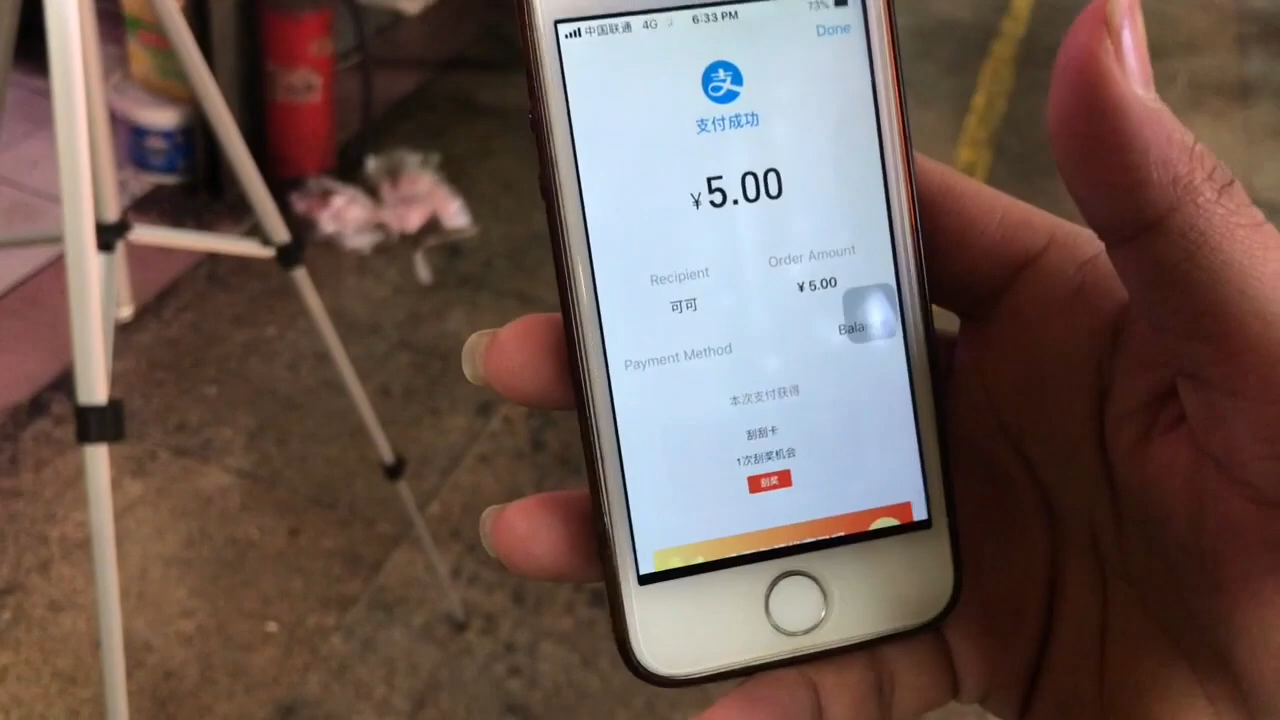 中国联通 4G 6:33 PM 73%
Done
支
支付成功
¥5.00
Recipient
可可
Order Amount
¥5.00
Payment Method
本次支付获得
刮刮卡
1次刮奖机会
刮奖